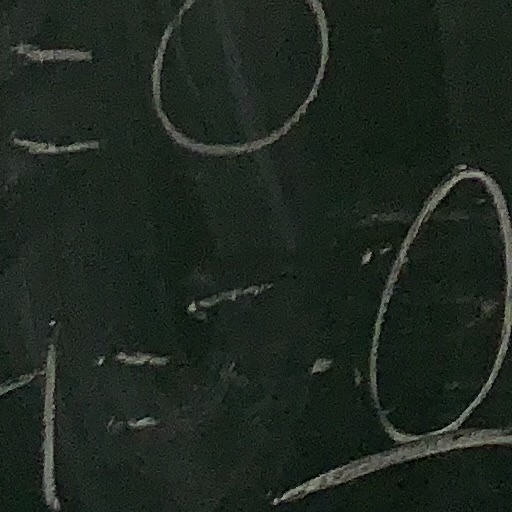 = 0
1 = 0